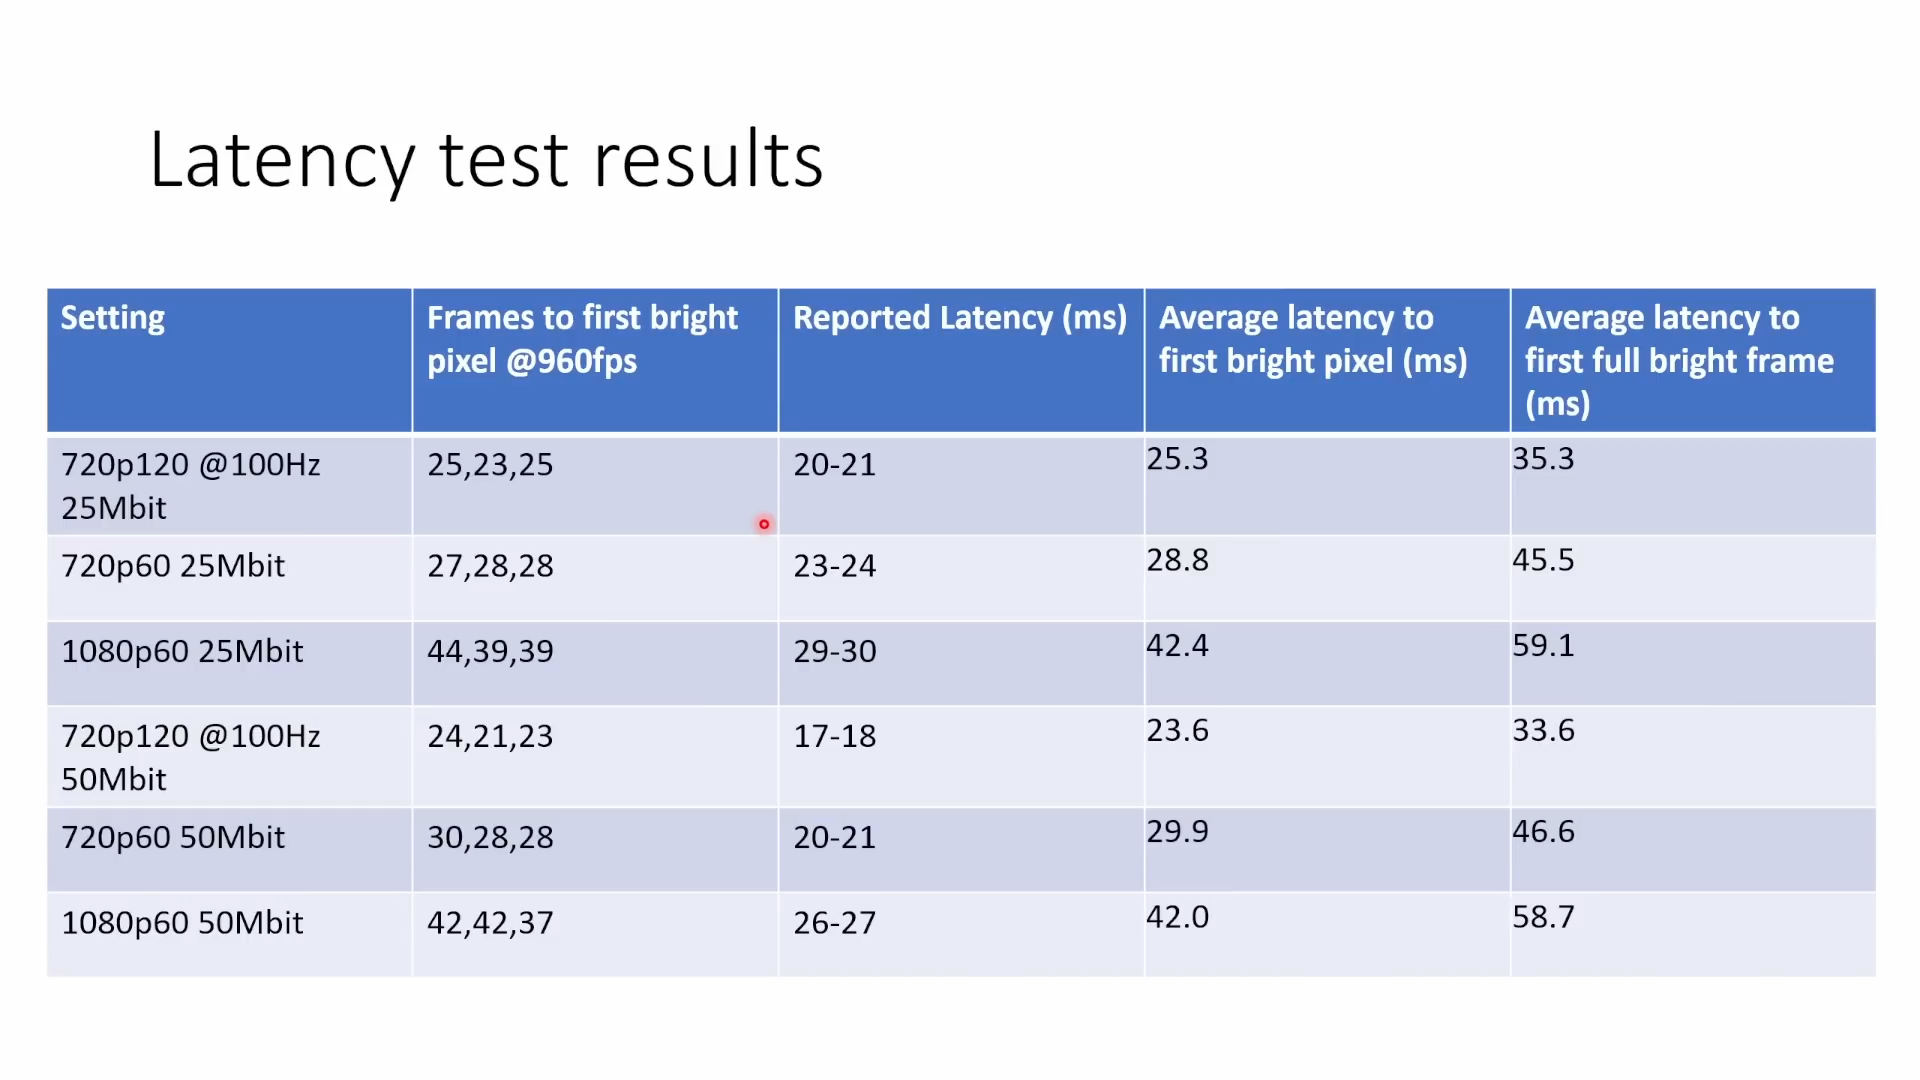 Latency test results
Setting
Frames to first bright
pixel @960fps
Reported Latency (ms)
Average latency to
first bright pixel (ms)
Average latency to
first full bright frame
(ms)
720p120 @100Hz
25Mbit
25,23,25
20-21
25.3
35.3
720p60 25Mbit
27,28,28
23-24
28.8
45.5
1080p60 25Mbit
44,39,39
29-30
42.4
59.1
720p120 @100Hz
50Mbit
24,21,23
17-18
23.6
33.6
720p60 50Mbit
30,28,28
20-21
29.9
46.6
1080p60 50Mbit
42,42,37
26-27
42.0
58.7